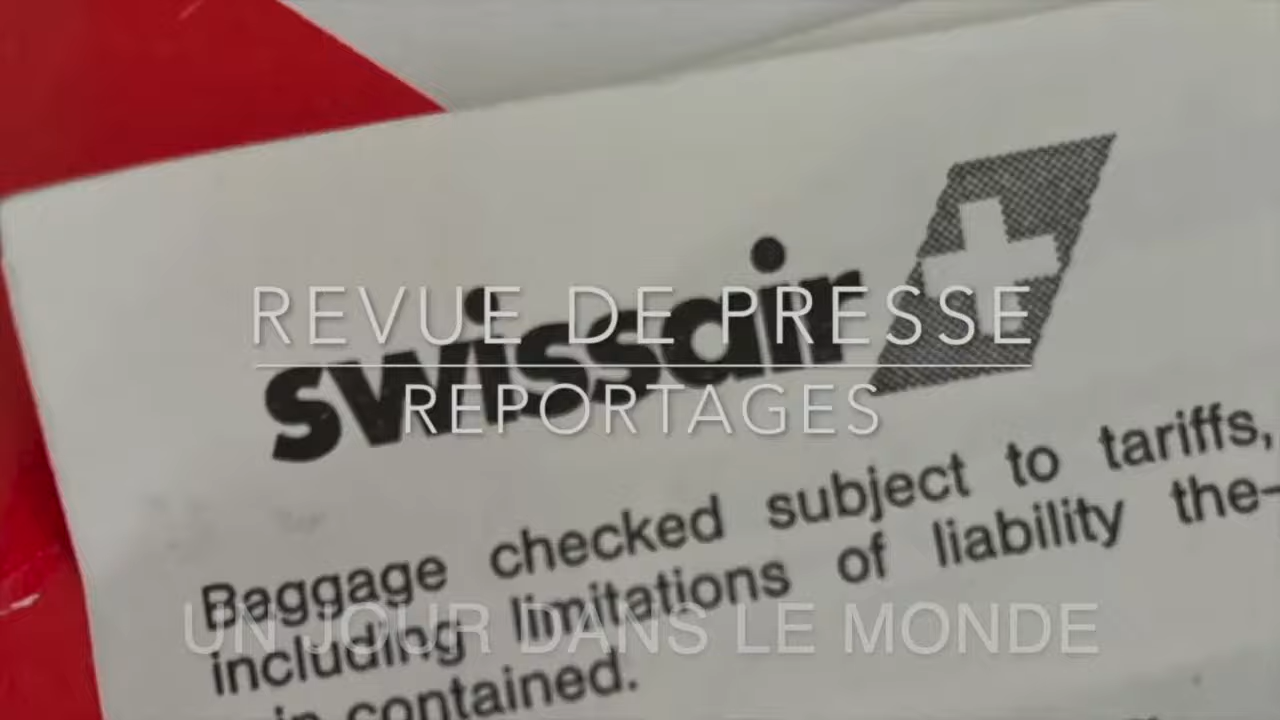 REVUE DE PRESSE
swissair
REPORTAGES
Baggage checked subject to tariffs,
including limitations of liability the-
in contained.
UN JOUR DANS LE MONDE